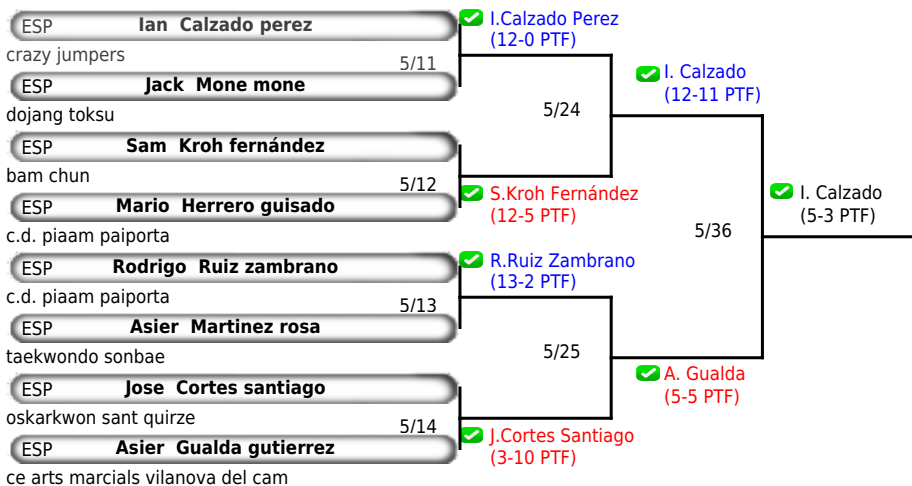 ESP Ian Calzado perez
crazy jumpers
5/11
ESP Jack Mone mone
dojang toksu
ESP Sam Kroh fernández
bam chun
5/12
ESP Mario Herrero guisado
c.d. piaam paiporta
ESP Rodrigo Ruiz zambrano
c.d. piaam paiporta
5/13
ESP Asier Martinez rosa
taekwondo sonbae
ESP Jose Cortes santiago
oskarkwon sant quirze
5/14
ESP Asier Gualda gutierrez
ce arts marcials vilanova del cam
I.Calzado Perez
(12-0 PTF)
5/24
S.Kroh Fernández
(12-5 PTF)
R.Ruiz Zambrano
(13-2 PTF)
5/25
J.Cortes Santiago
(3-10 PTF)
I. Calzado
(12-11 PTF)
5/36
A. Gualda
(5-5 PTF)
I. Calzado
(5-3 PTF)